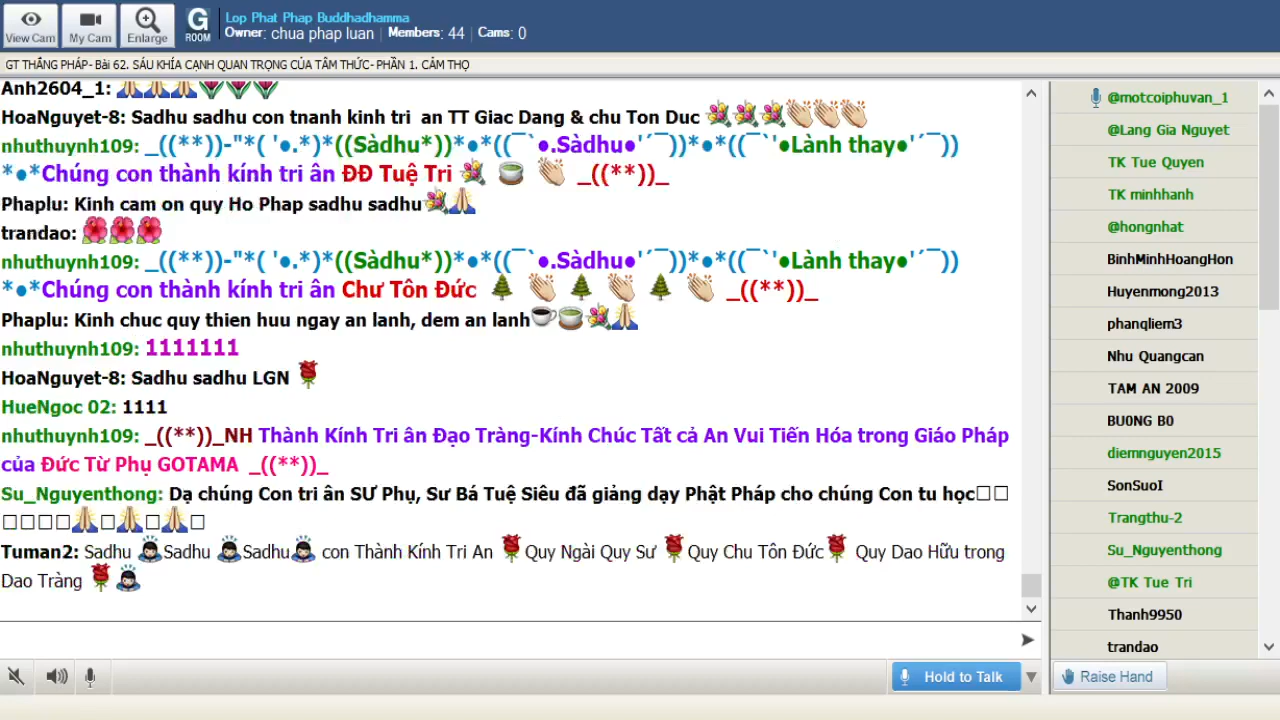 View Cam
My Cam
Enlarge
G ROOM
Lop Phat Phap Buddhadhamma
Owner: chua phap luan | Members: 44 | Cams: 0
GT THẮNG PHÁP- Bài 62. SÁU KHÍA CẠNH QUAN TRỌNG CỦA TÂM THỨC- PHẦN 1. CẢM THỌ
Anh2604_1: 🙏🙏🙏🌷🌷🌷
HoaNguyet-8: Sadhu sadhu con tnanh kinh tri an TT Giac Dang & chu Ton Duc 💐💐💐👏👏👏
nhuthuynh109: _((**))-"*( '●.*)*((Sàdhu*))*●*((¯`●.Sàdhu●'´¯))*●*((¯`'●Lành thay●'´¯))
*●*Chúng con thành kính tri ân ĐĐ Tuệ Tri 💐 🍵 👏 _((**))_
Phaplu: Kinh cam on quy Ho Phap sadhu sadhu💐🙏
trandao: 🌺🌺🌺
nhuthuynh109: _((**))-"*( '●.*)*((Sàdhu*))*●*((¯`●.Sàdhu●'´¯))*●*((¯`'●Lành thay●'´¯))
*●*Chúng con thành kính tri ân Chư Tôn Đức 🌲 👏 🌲 👏 🌲 👏 _((**))_
Phaplu: Kinh chuc quy thien huu ngay an lanh, dem an lanh☕🍵💐🙏
nhuthuynh109: 1111111
HoaNguyet-8: Sadhu sadhu LGN 🌹
HueNgoc 02: 1111
nhuthuynh109: _((**))_NH Thành Kính Tri ân Đạo Tràng-Kính Chúc Tất cả An Vui Tiến Hóa trong Giáo Pháp
của Đức Từ Phụ GOTAMA _((**))_
Su_Nguyenthong: Dạ chúng Con tri ân SƯ Phụ, Sư Bá Tuệ Siêu đã giảng dạy Phật Pháp cho chúng Con tu học□□
□□□□🙏□🙏□🙏□
Tuman2: Sadhu 🙇Sadhu 🙇Sadhu🙇 con Thành Kính Tri An 🌹Quy Ngài Quy Sư 🌹Quy Chu Tôn Đức🌹 Quy Dao Hữu trong
Dao Tràng 🌹🙇
Hold to Talk
@motcoiphuvan_1
@Lang Gia Nguyet
TK Tue Quyen
TK minhhanh
@hongnhat
BinhMinhHoangHon
Huyenmong2013
phanqliem3
Nhu Quangcan
TAM AN 2009
BU0NG B0
diemnguyen2015
SonSuoI
Trangthu-2
Su_Nguyenthong
@TK Tue Tri
Thanh9950
trandao
Raise Hand